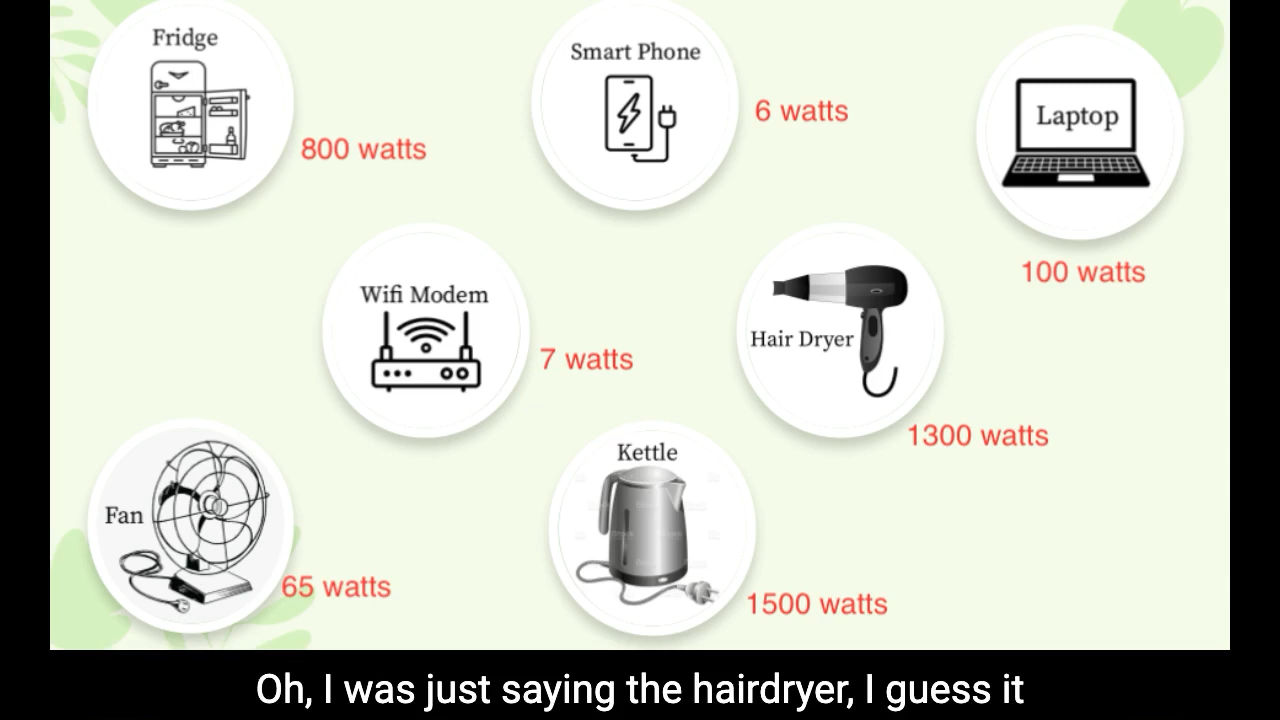 Fridge
800 watts
Smart Phone
6 watts
Laptop
100 watts
Wifi Modem
7 watts
Hair Dryer
1300 watts
Fan
65 watts
Kettle
1500 watts
Oh, I was just saying the hairdryer, I guess it